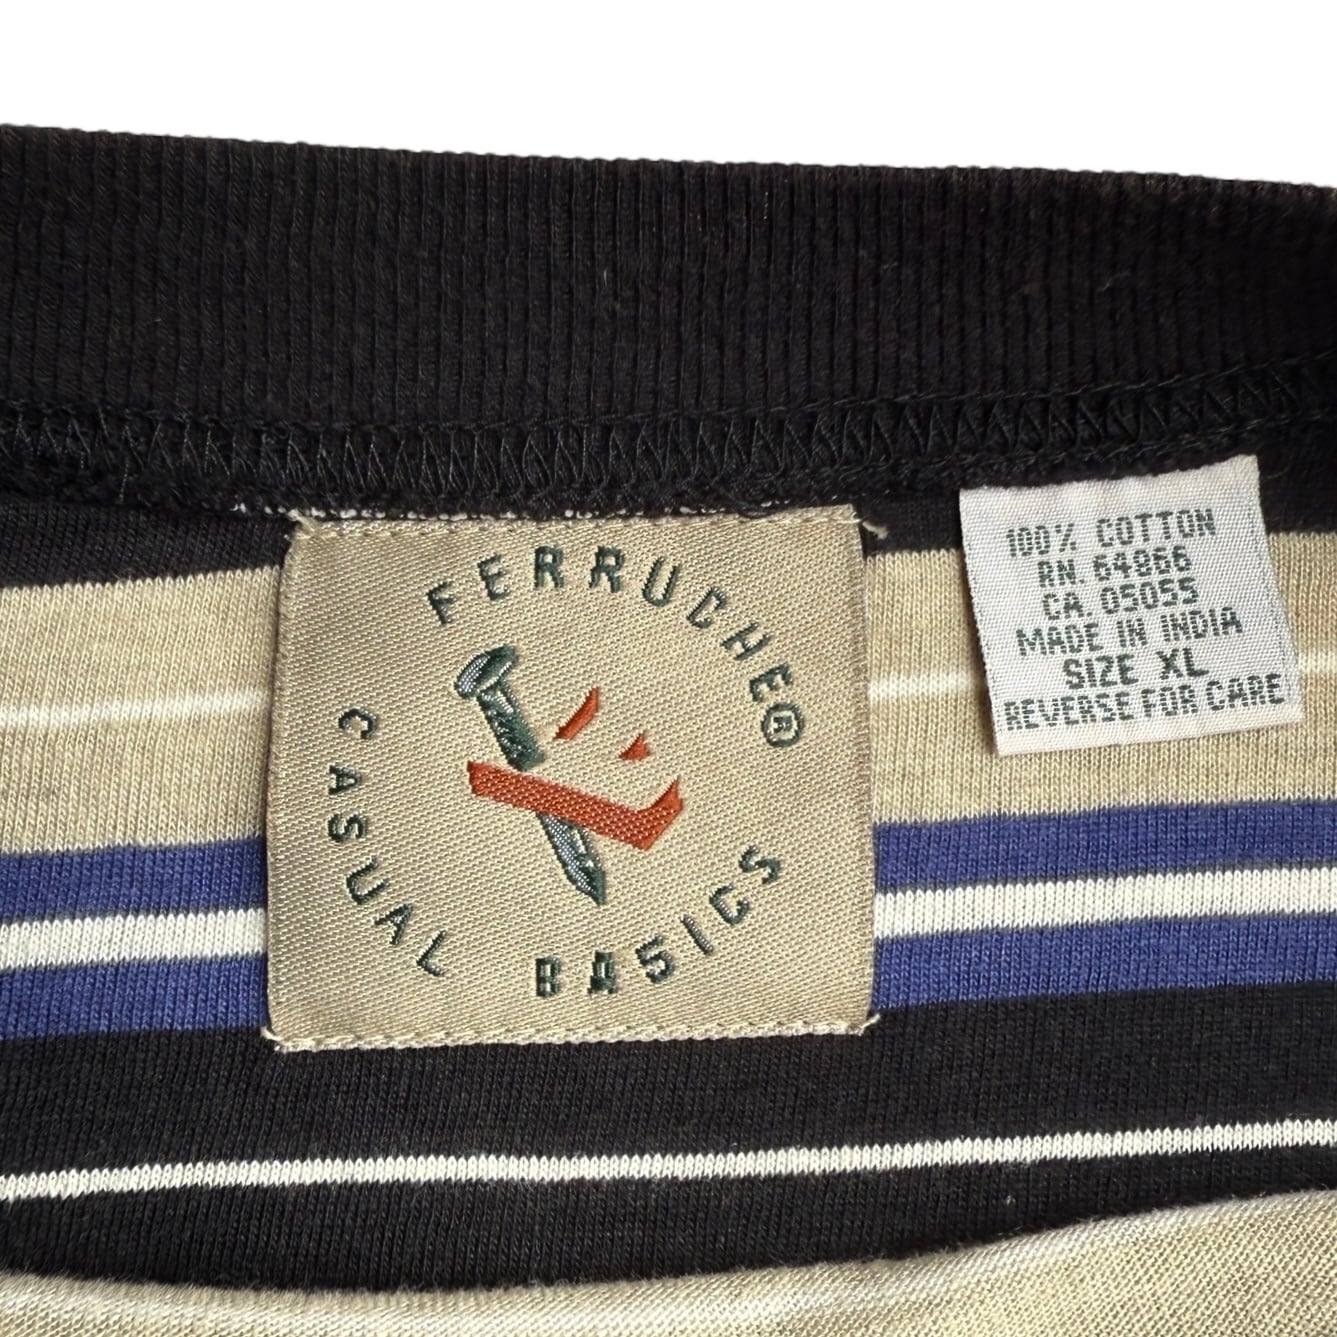 FERRUCHE®
CASUAL BASICS
100% COTTON
RN. 64866
CA. 05055
MADE IN INDIA
SIZE XL
REVERSE FOR CARE